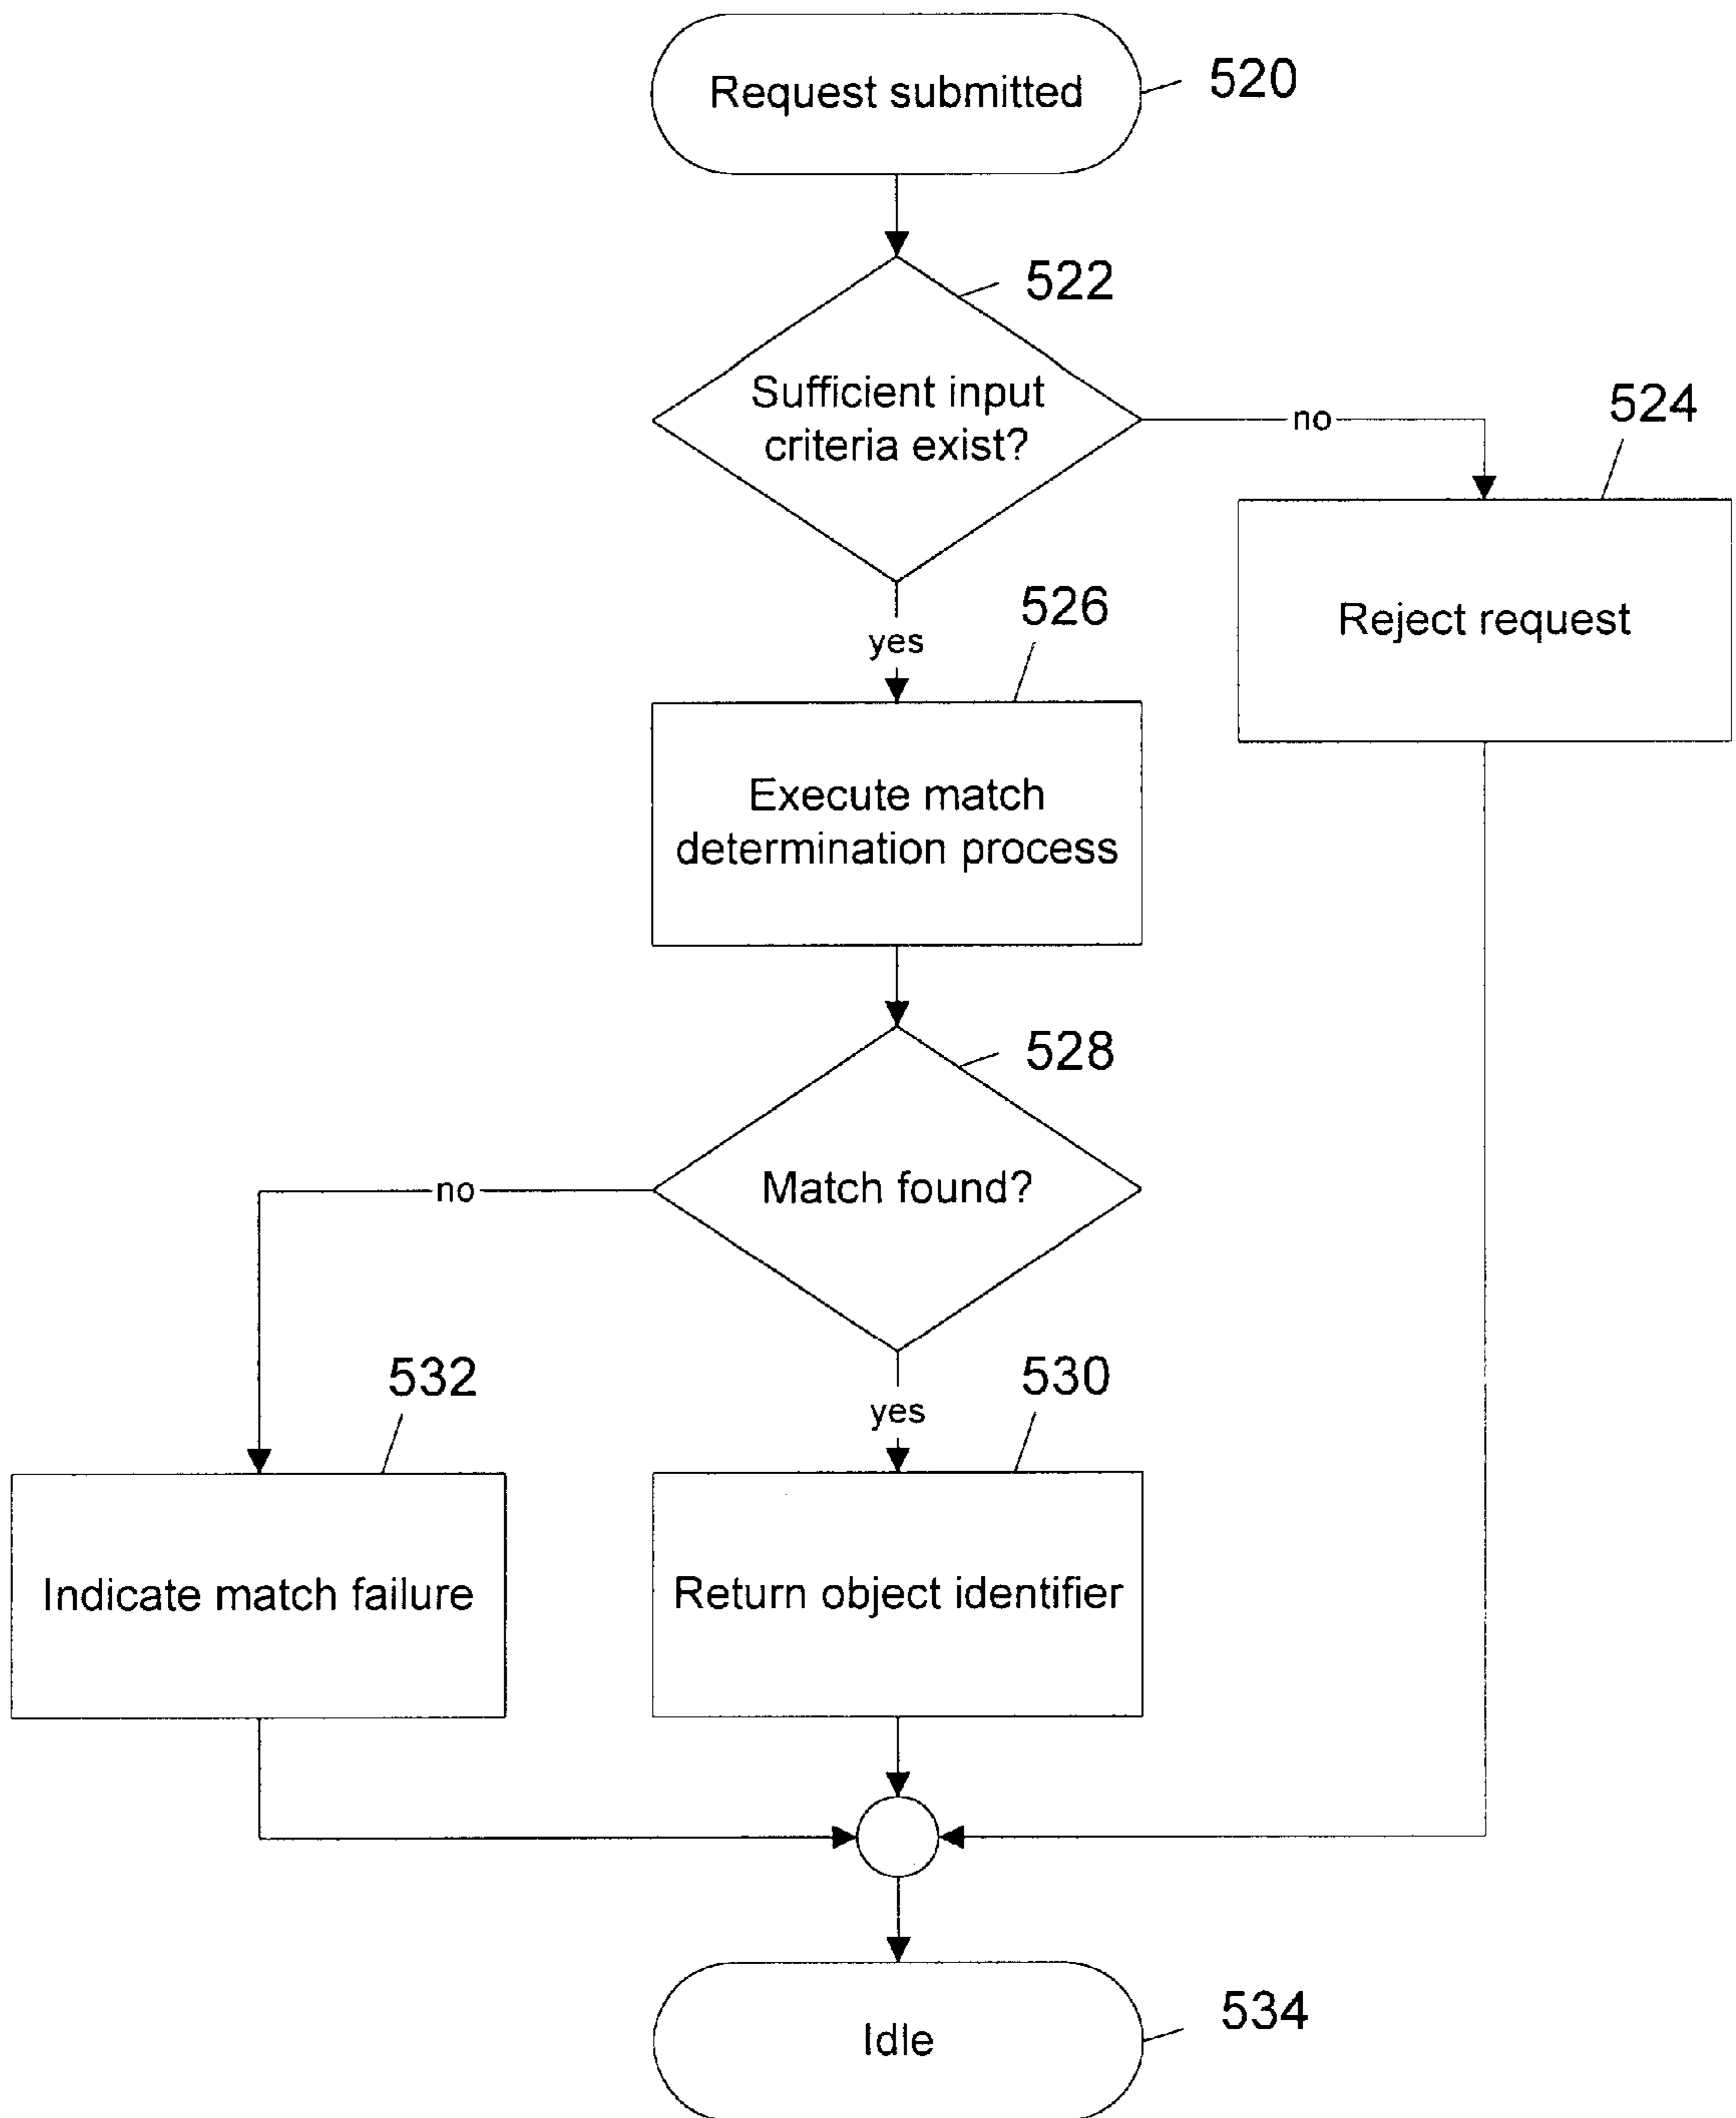 Request submitted
520
522
Sufficient input
criteria exist?
no
524
Reject request
yes
526
Execute match
determination process
528
Match found?
no
yes
532
530
Indicate match failure
Return object identifier
Idle
534